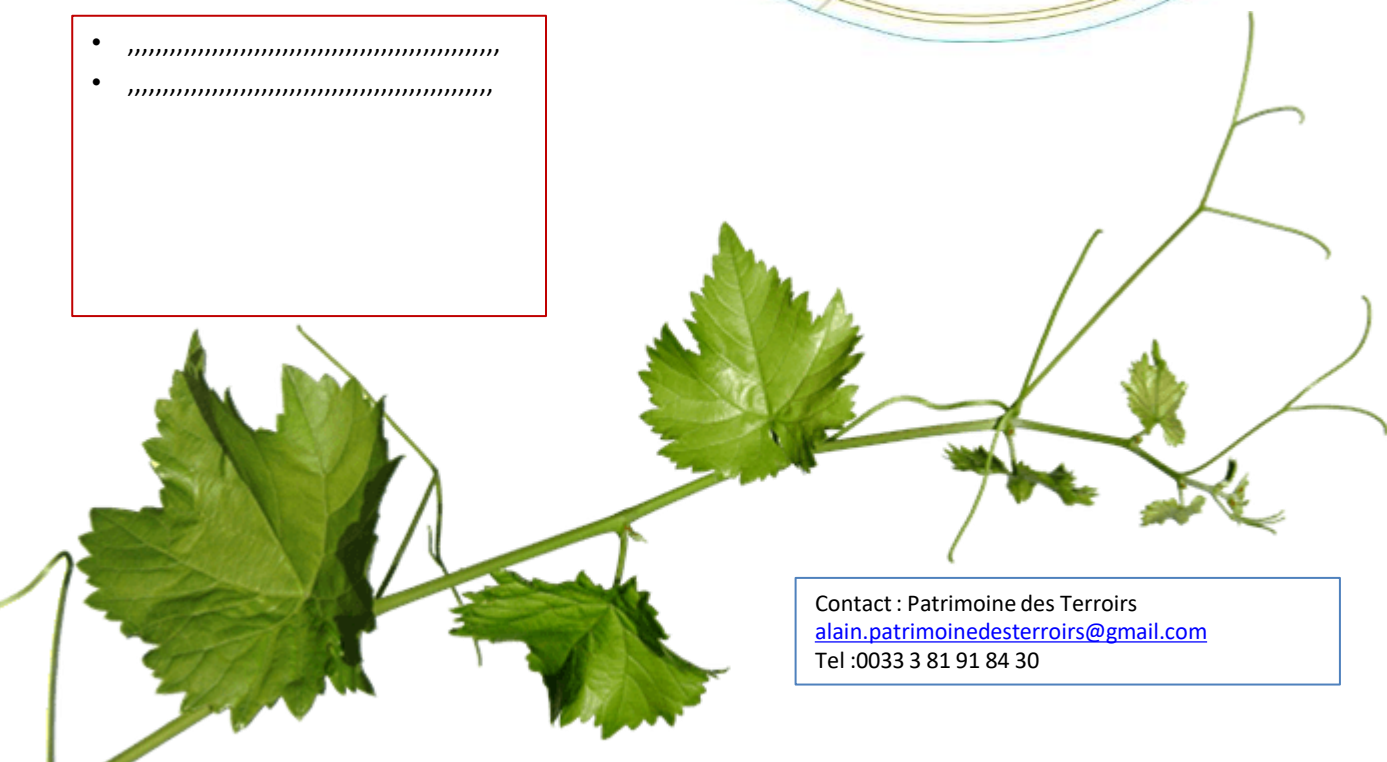 • ,,,,,,,,,,,,,,,,,,,,,,,,,,,,,,,,,,,,,,,,,,,,,,,,,,,,,
• ,,,,,,,,,,,,,,,,,,,,,,,,,,,,,,,,,,,,,,,,,,,,,,,,,,,,
Contact : Patrimoine des Terroirs
alain.patrimoinedesterroirs@gmail.com
Tel :0033 3 81 91 84 30